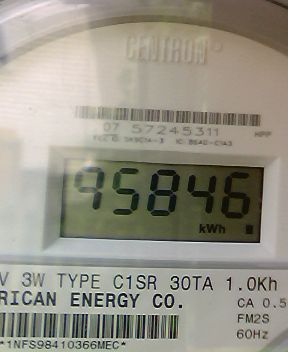 CENTRON
07 57245311
HPP
95846
kWh
V 3W TYPE C1SR 30TA 1.0Kh
RICAN ENERGY CO.
CA 0.5
FM2S
60Hz
*1NFS98410366MEC*